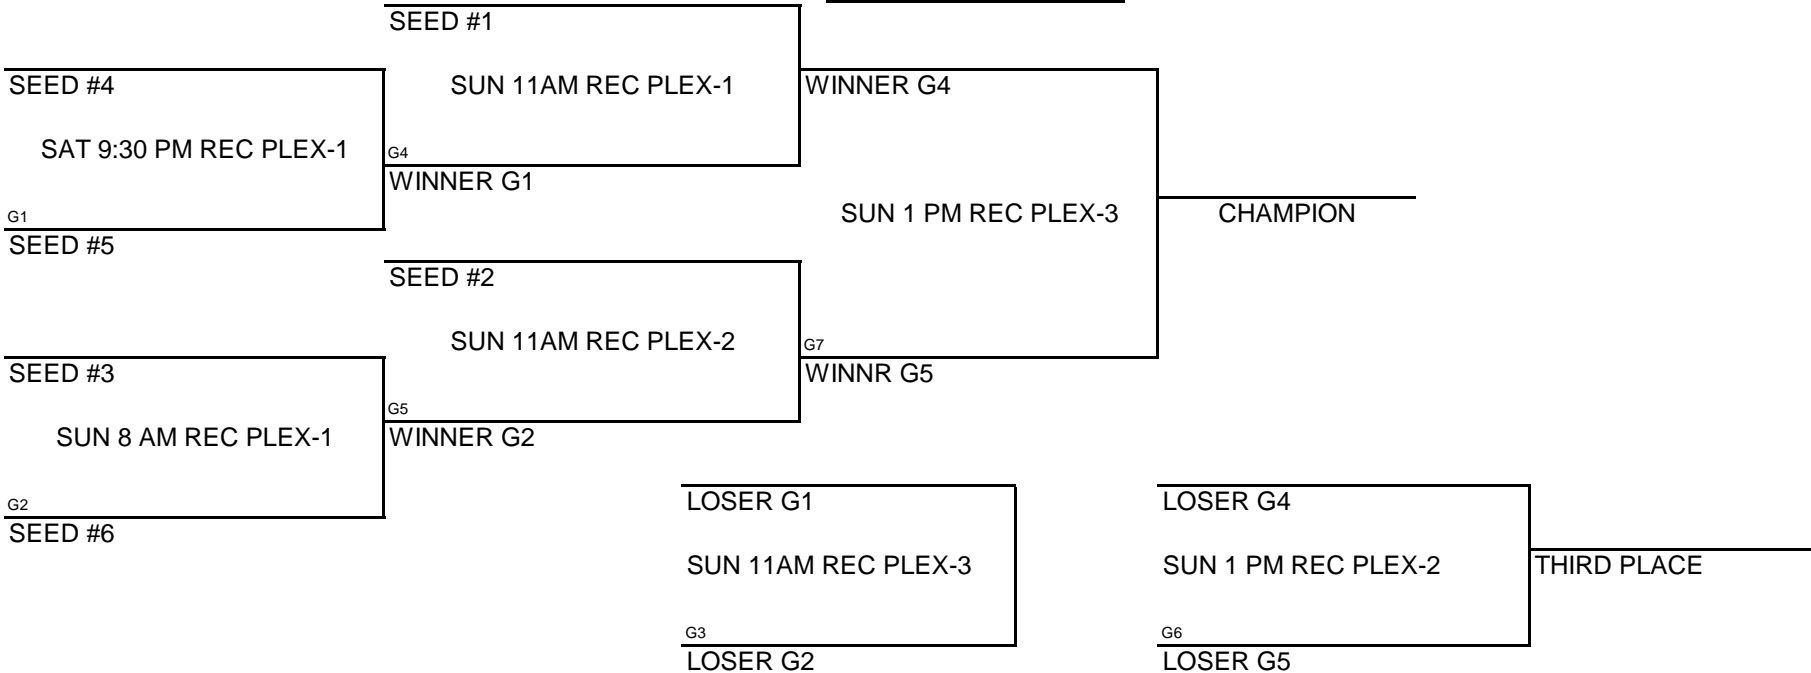 SEED #1
SEED #4
SUN 11AM REC PLEX-1
WINNER G4
SAT 9:30 PM REC PLEX-1
G4
WINNER G1
G1
SUN 1 PM REC PLEX-3
CHAMPION
SEED #5
SEED #2
SUN 11AM REC PLEX-2
G7
SEED #3
WINNR G5
G5
SUN 8 AM REC PLEX-1
WINNER G2
G2
LOSER G1
LOSER G4
SEED #6
SUN 11AM REC PLEX-3
SUN 1 PM REC PLEX-2
THIRD PLACE
G3
G6
LOSER G2
LOSER G5